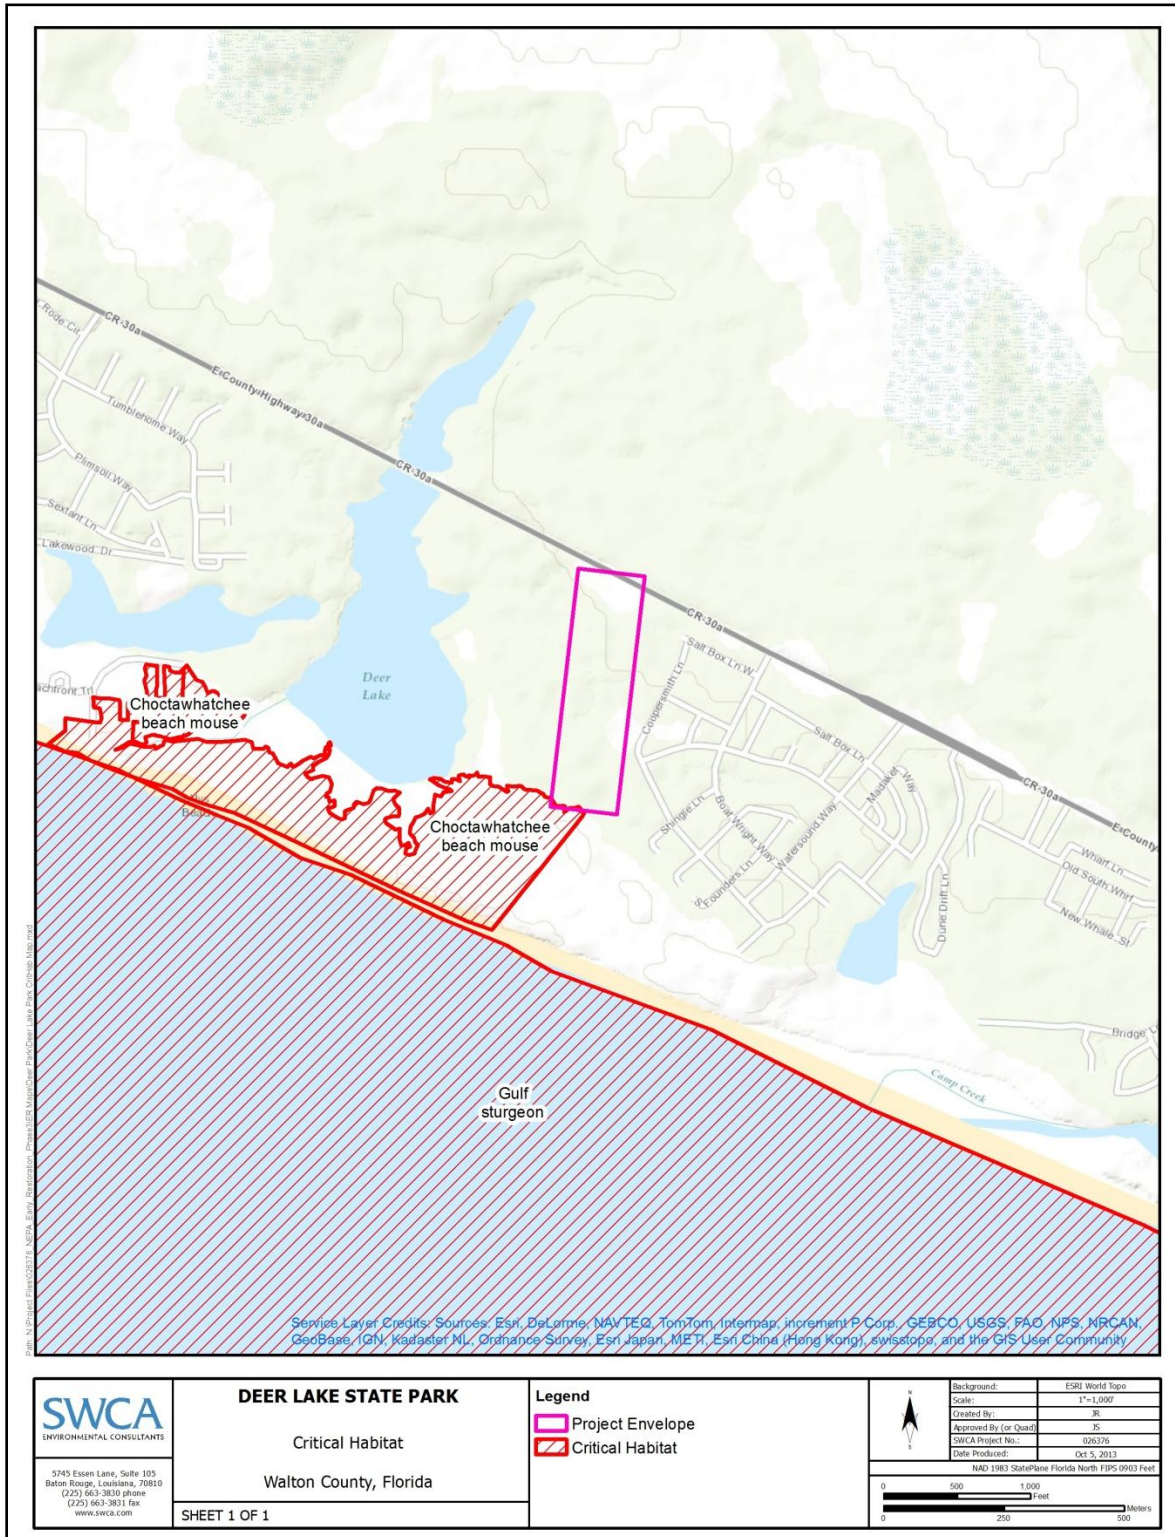 CR-30a
Rode Cir
E County Highway 30a
Tumblehome Way
Plimsoll Way
CR-30a
Sextant Ln
Lakewood Dr
CR-30a
Deer
Lake
Salt Box Ln W
Coopersmith Ln
achfront Trl
Choctawhatchee
beach mouse
Salt Box Ln
Madaket Way
CR-30a
Boat Wright Way
Watersound Way
Shingle Ln
Choctawhatchee
beach mouse
E County
Wharf Ln
Old South Whrf
S Founders Ln
Dune Drift Ln
New Whale St
Bridge L
Camp Creek
Gulf
sturgeon
Service Layer Credits: Sources: Esri, DeLorme, NAVTEQ, TomTom, Intermap, increment P Corp., GEBCO, USGS, FAO, NPS, NRCAN,
GeoBase, IGN, Kadaster NL, Ordnance Survey, Esri Japan, METI, Esri China (Hong Kong), swisstopo, and the GIS User Community
SWCA
ENVIRONMENTAL CONSULTANTS
5745 Essen Lane, Suite 105
Baton Rouge, Louisiana, 70810
(225) 663-3830 phone
(225) 663-3831 fax
www.swca.com
DEER LAKE STATE PARK
Critical Habitat
Walton County, Florida
SHEET 1 OF 1
Legend
Project Envelope
Critical Habitat
N
S
Background: ESRI World Topo
Scale: 1"=1,000'
Created By: JR
Approved By (or Quad) JS
SWCA Project No.: 026376
Date Produced: Oct 5, 2013
NAD 1983 StatePlane Florida North FIPS 0903 Feet
0 500 1,000
Feet
Meters
0 250 500